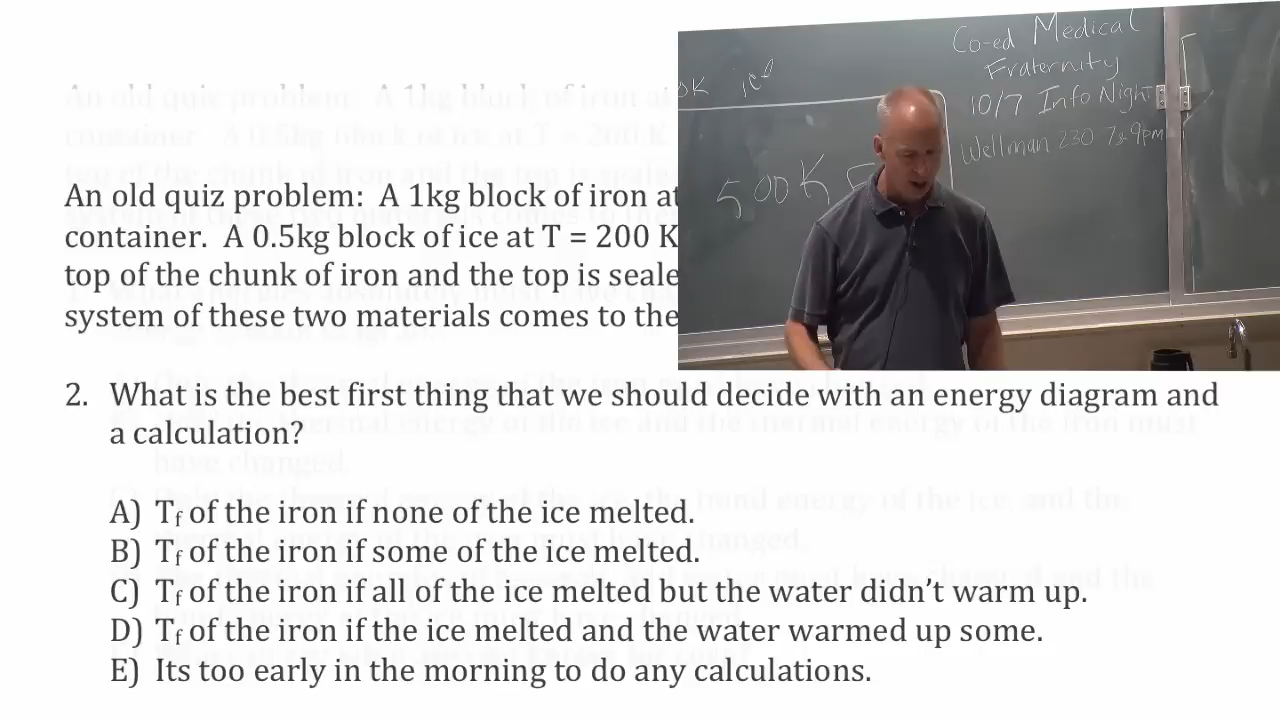 An old quiz problem: A 1kg block of iron at
container. A 0.5kg block of ice at T = 200 K
top of the chunk of iron and the top is seale
system of these two materials comes to the
Co-ed Medical
Fraternity
10/7 Info Night
Wellman 230 7:-9pm
ice
500K
2. What is the best first thing that we should decide with an energy diagram and
a calculation?
A) Tf of the iron if none of the ice melted.
B) Tf of the iron if some of the ice melted.
C) Tf of the iron if all of the ice melted but the water didn’t warm up.
D) Tf of the iron if the ice melted and the water warmed up some.
E) Its too early in the morning to do any calculations.